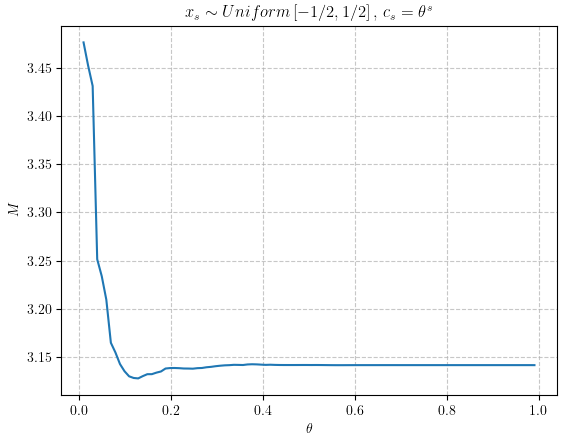 x_s ∼ Uniform [−1/2, 1/2] , c_s = θ^s
M
3.45
3.40
3.35
3.30
3.25
3.20
3.15
0.0 0.2 0.4 0.6 0.8 1.0
θ